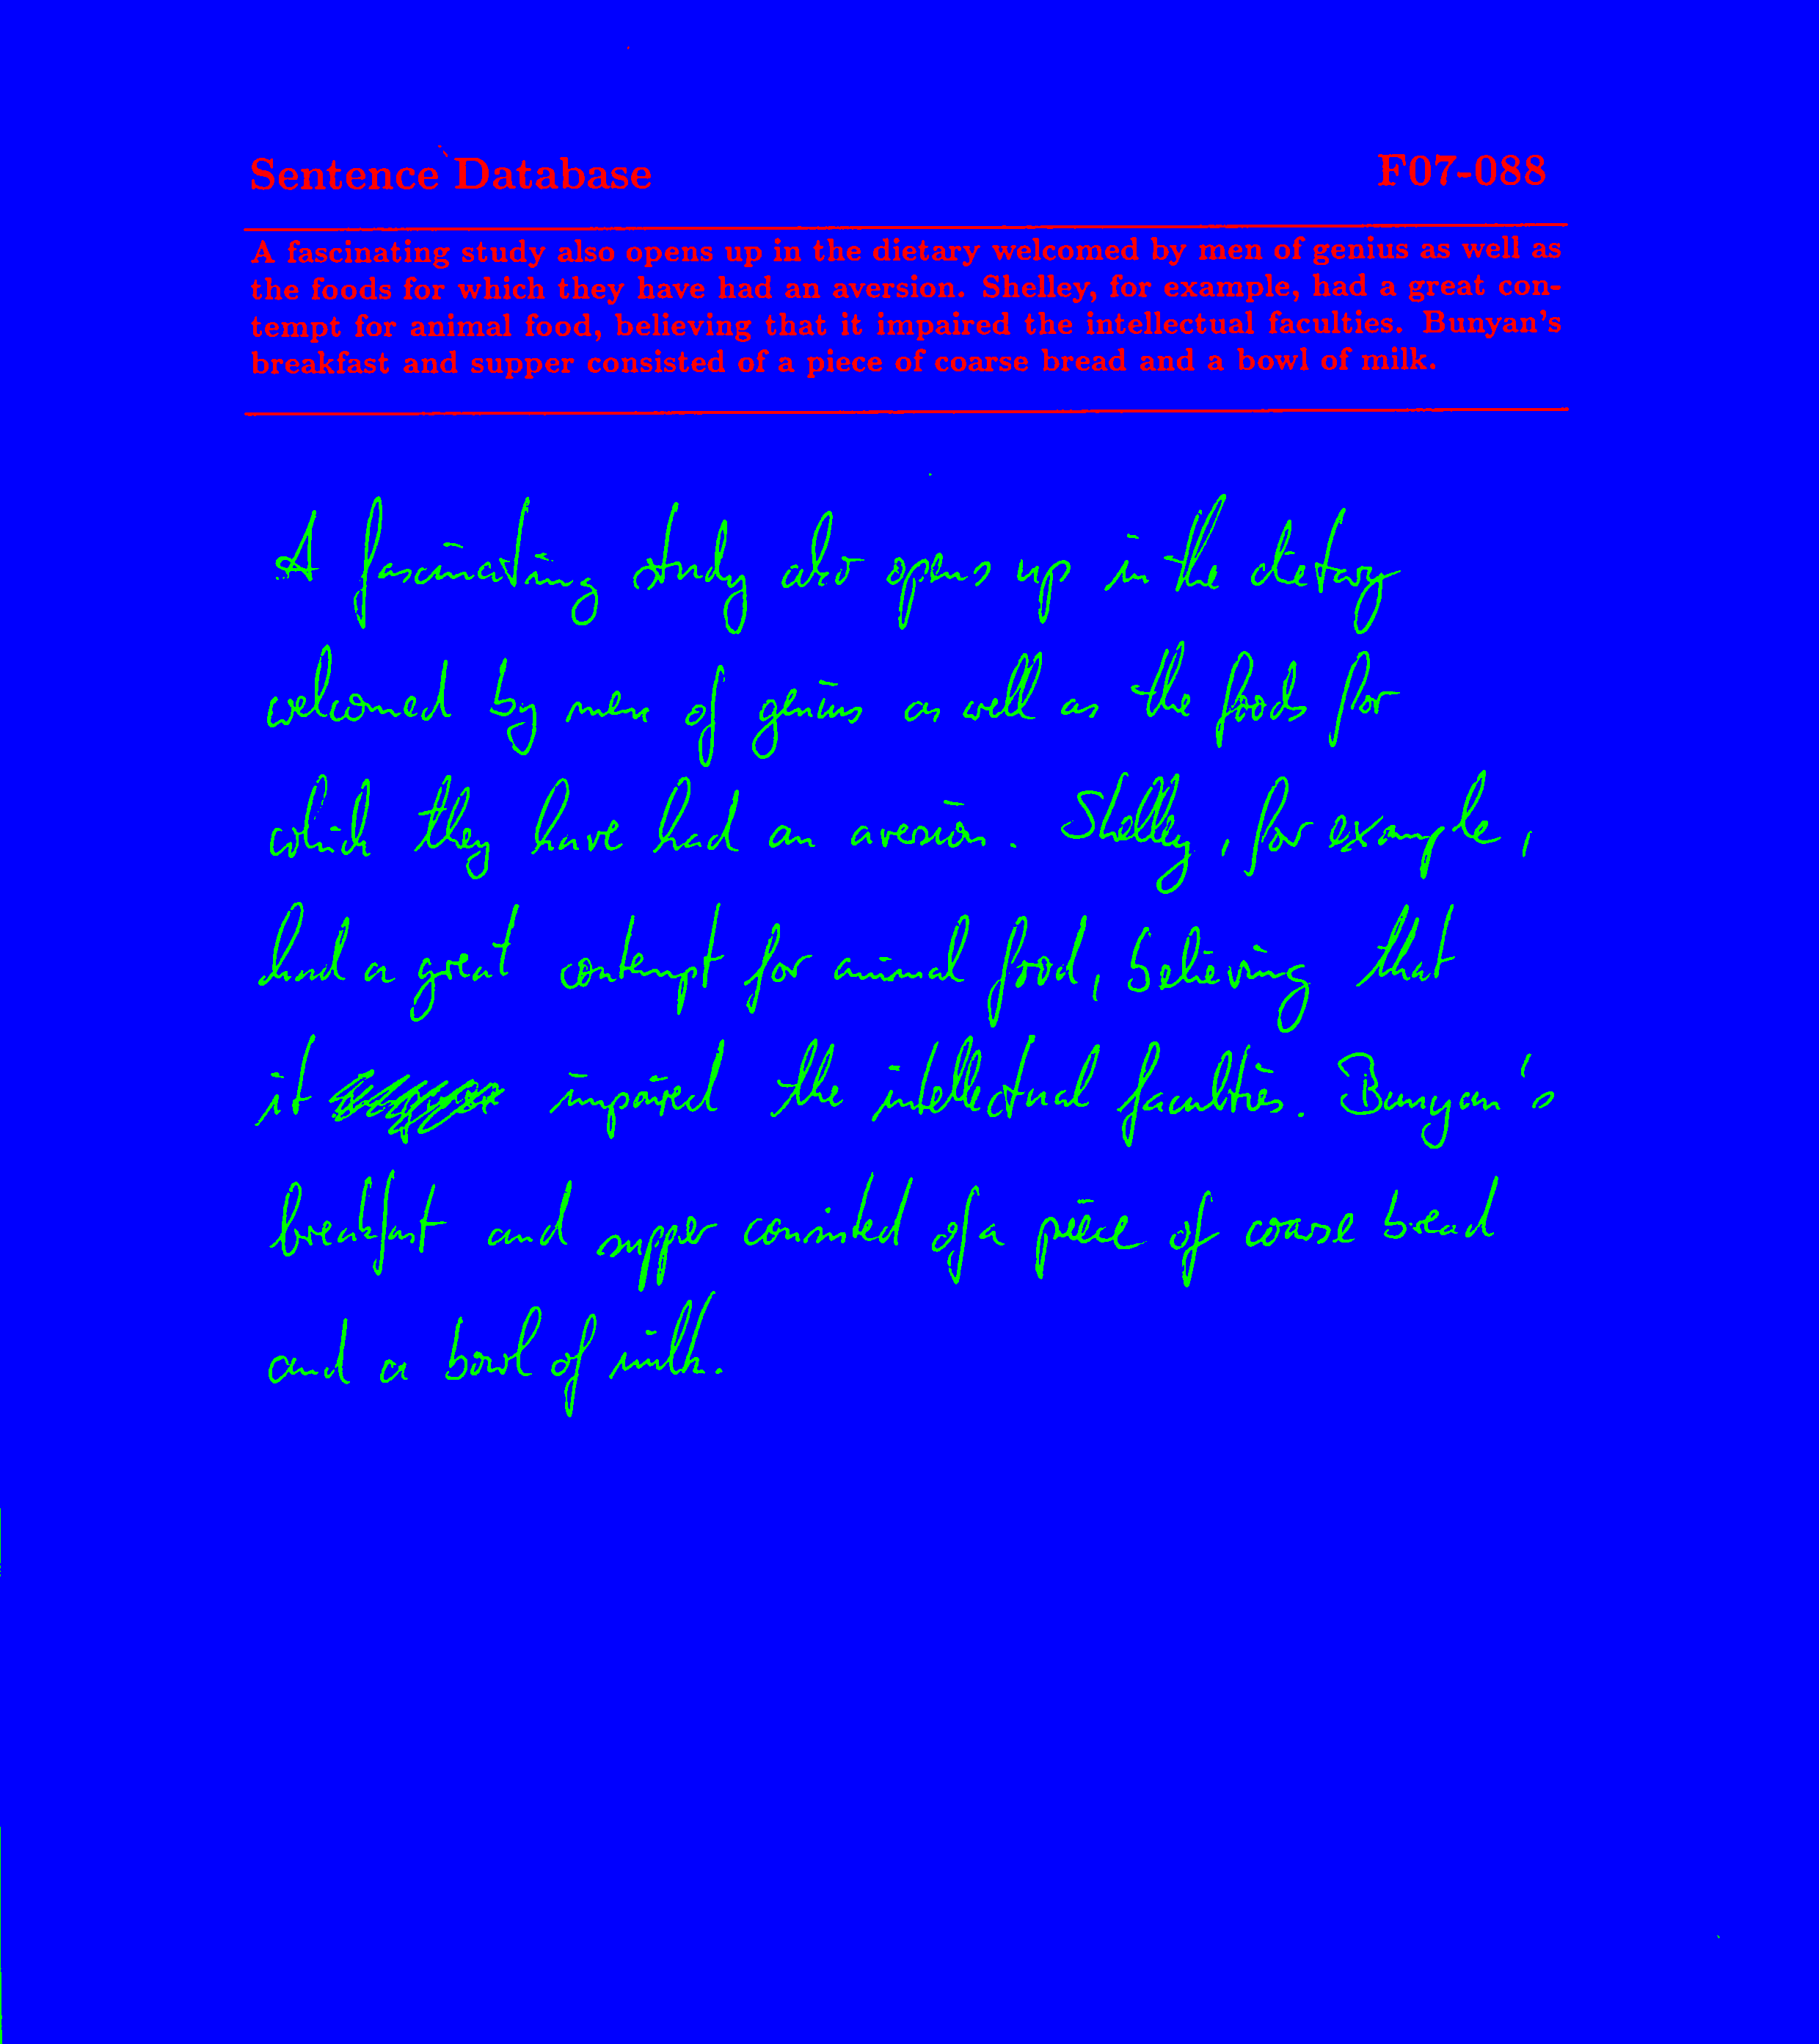 Sentence Database F07-088
A fascinating study also opens up in the dietary welcomed by men of genius as well as
the foods for which they have had an aversion. Shelley, for example, had a great con-
tempt for animal food, believing that it impaired the intellectual faculties. Bunyan's
breakfast and supper consisted of a piece of coarse bread and a bowl of milk.
A fascinating study also opens up in the dietary
welcomed by men of genius as well as the foods for
which they have had an aversion. Shelley, for example,
had a great contempt for animal food, believing that
it impaired the intellectual faculties. Bunyan's
breakfast and supper consisted of a piece of coarse bread
and a bowl of milk.